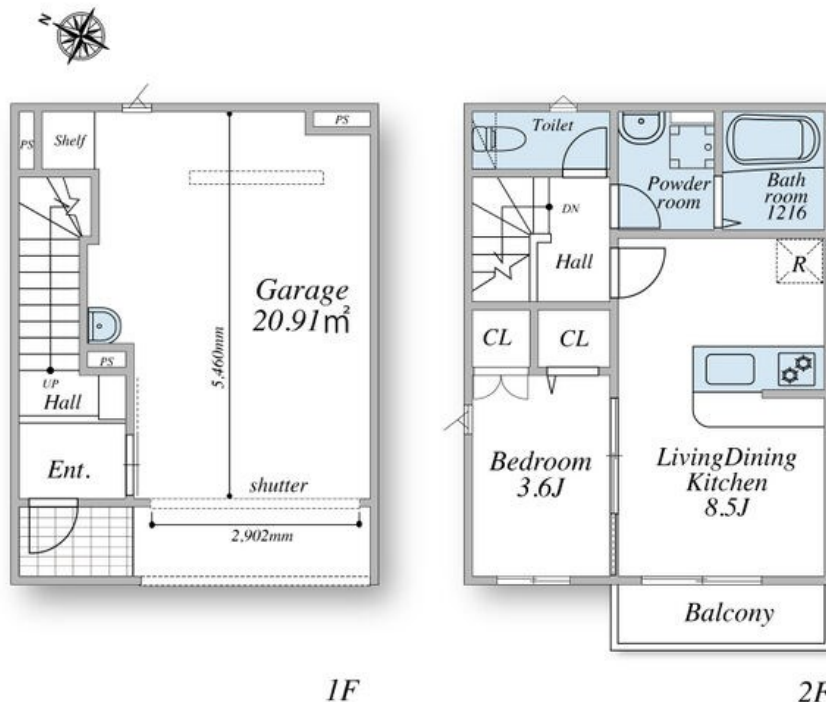 N
PS
Shelf
PS
Garage
20.91㎡
5,460mm
PS
UP
Hall
Ent.
shutter
2,902mm
1F
Toilet
Powder
room
Bath
room
1216
DN
Hall
R
CL
CL
Bedroom
3.6J
LivingDining
Kitchen
8.5J
Balcony
2F